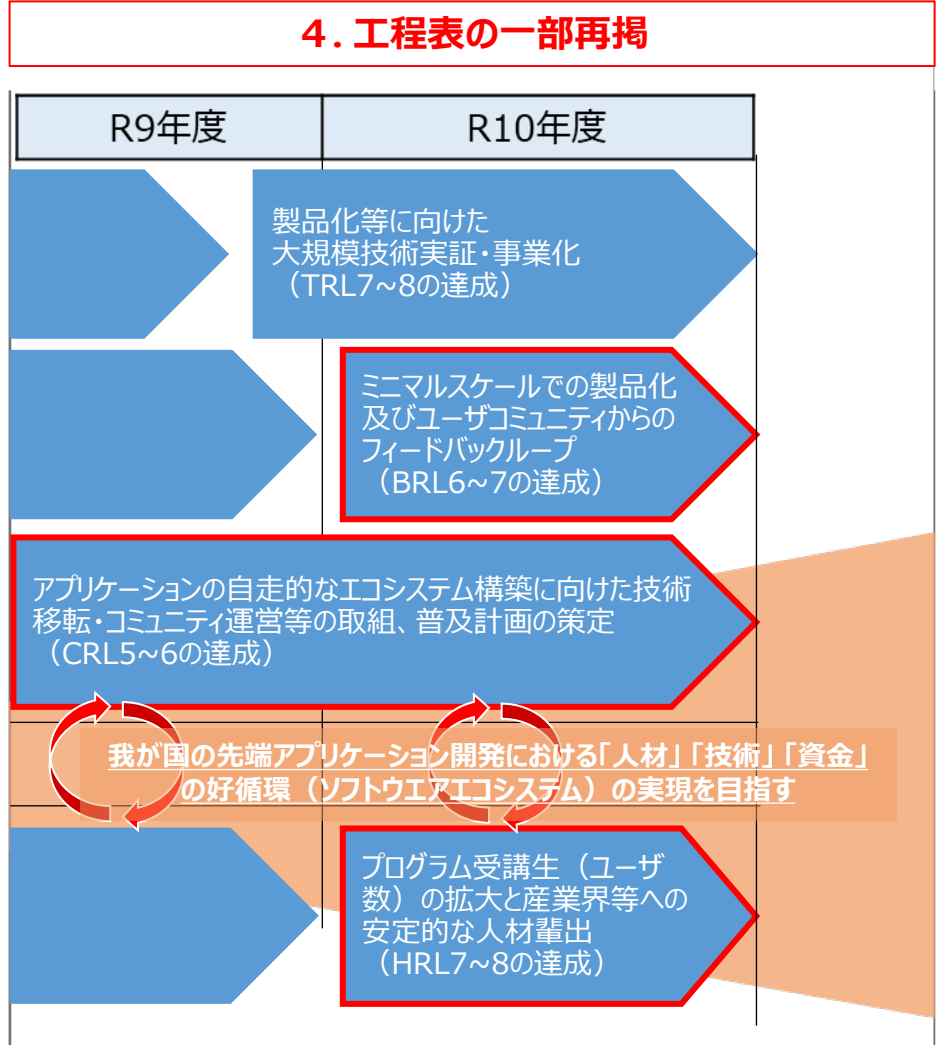 ４. 工程表の一部再掲
R9年度
R10年度
製品化等に向けた
大規模技術実証・事業化
（TRL7~8の達成）
ミニマルスケールでの製品化
及びユーザコミュニティからの
フィードバックループ
（BRL6~7の達成）
アプリケーションの自走的なエコシステム構築に向けた技術
移転・コミュニティ運営等の取組、普及計画の策定
（CRL5~6の達成）
我が国の先端アプリケーション開発における「人材」「技術」「資金」
の好循環（ソフトウエアエコシステム）の実現を目指す
プログラム受講生（ユーザ
数）の拡大と産業界等への
安定的な人材輩出
（HRL7~8の達成）